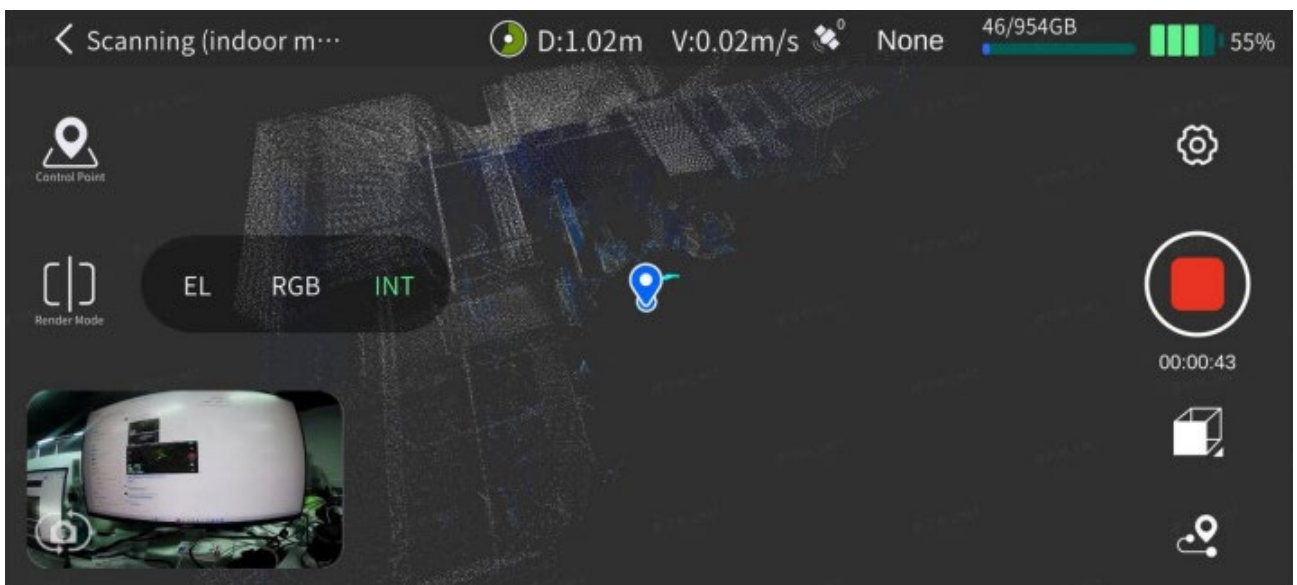 Scanning (indoor m···
D:1.02m
V:0.02m/s
0
None
46/954GB
55%
Control Point
EL
RGB
INT
Render Mode
00:00:43